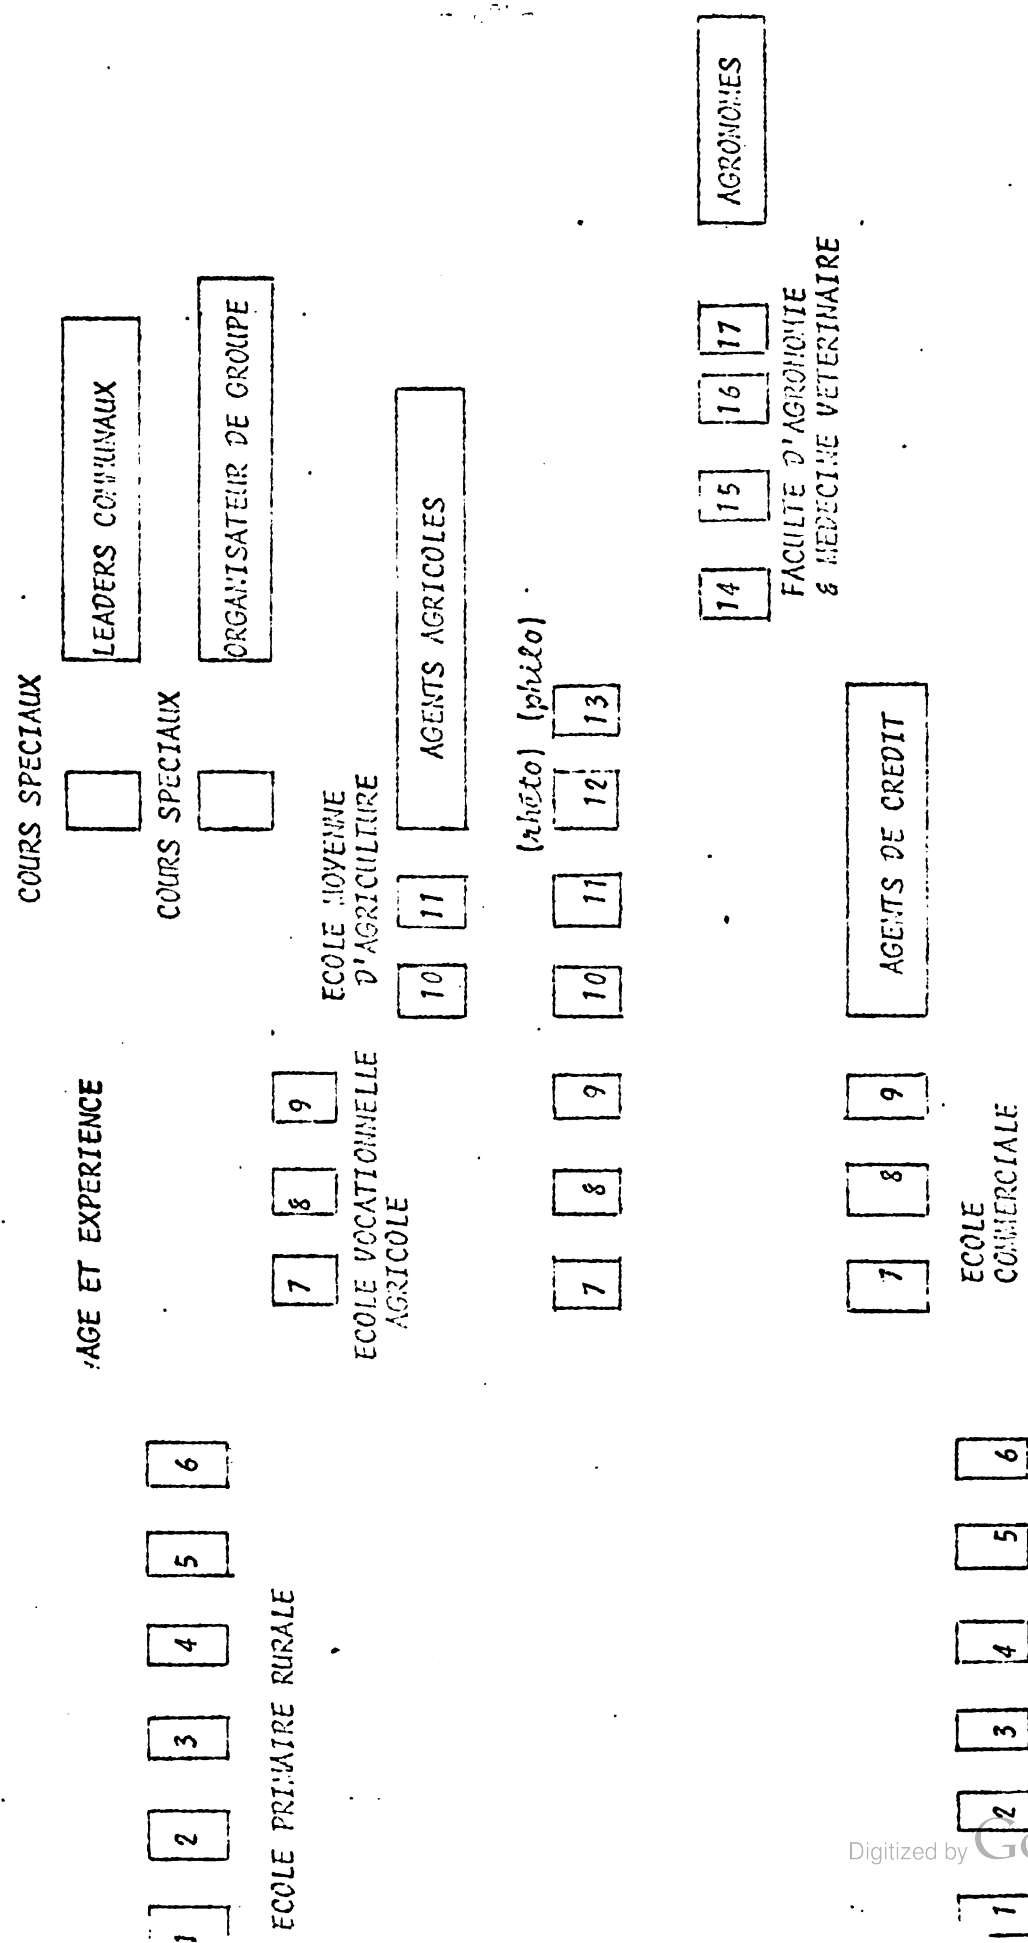 COURS SPECIAUX
LEADERS COMMUNAUX
AGE ET EXPERIENCE
COURS SPECIAUX
1 2 3 4 5 6
ORGANISATEUR DE GROUPE
ECOLE PRIMAIRE RURALE
7 8 9
ECOLE MOYENNE
D'AGRICULTURE
ECOLE VOCATIONNELLE
AGRICOLE
10 11
AGENTS AGRICOLES
(rhéto) (philo)
7 8 9 10 11 12 13
14 15 16 17
AGRONOMES
FACULTE D'AGRONOMIE
& MEDECINE VETERINAIRE
7 8 9
AGENTS DE CREDIT
ECOLE
COMMERCIALE
1 2 3 4 5 6
Digitized by